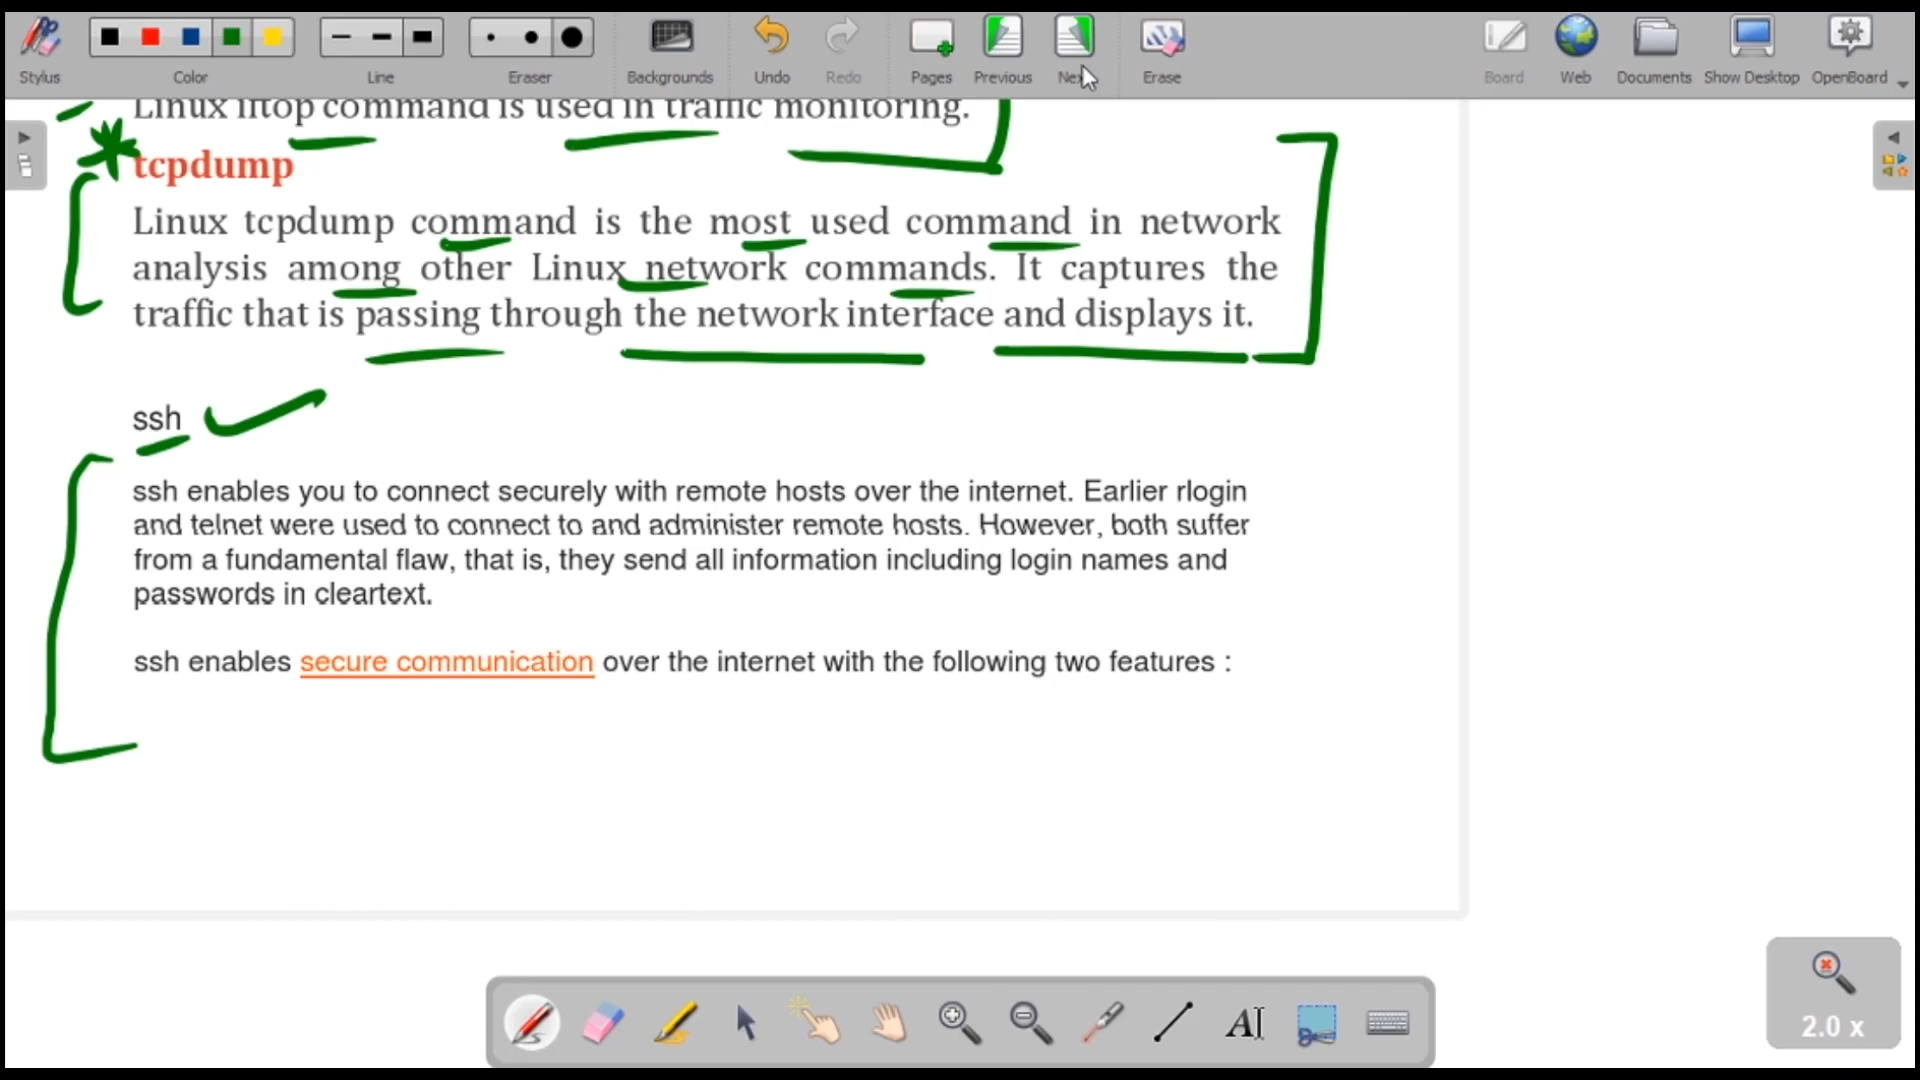 Stylus Color Line Eraser Backgrounds Undo Redo Pages Previous Next Erase Board Web Documents Show Desktop OpenBoard
Linux iftop command is used in traffic monitoring.
tcpdump
Linux tcpdump command is the most used command in network
analysis among other Linux network commands. It captures the
traffic that is passing through the network interface and displays it.
ssh
ssh enables you to connect securely with remote hosts over the internet. Earlier rlogin
and telnet were used to connect to and administer remote hosts. However, both suffer
from a fundamental flaw, that is, they send all information including login names and
passwords in cleartext.
ssh enables secure communication over the internet with the following two features :
AI
2.0 x